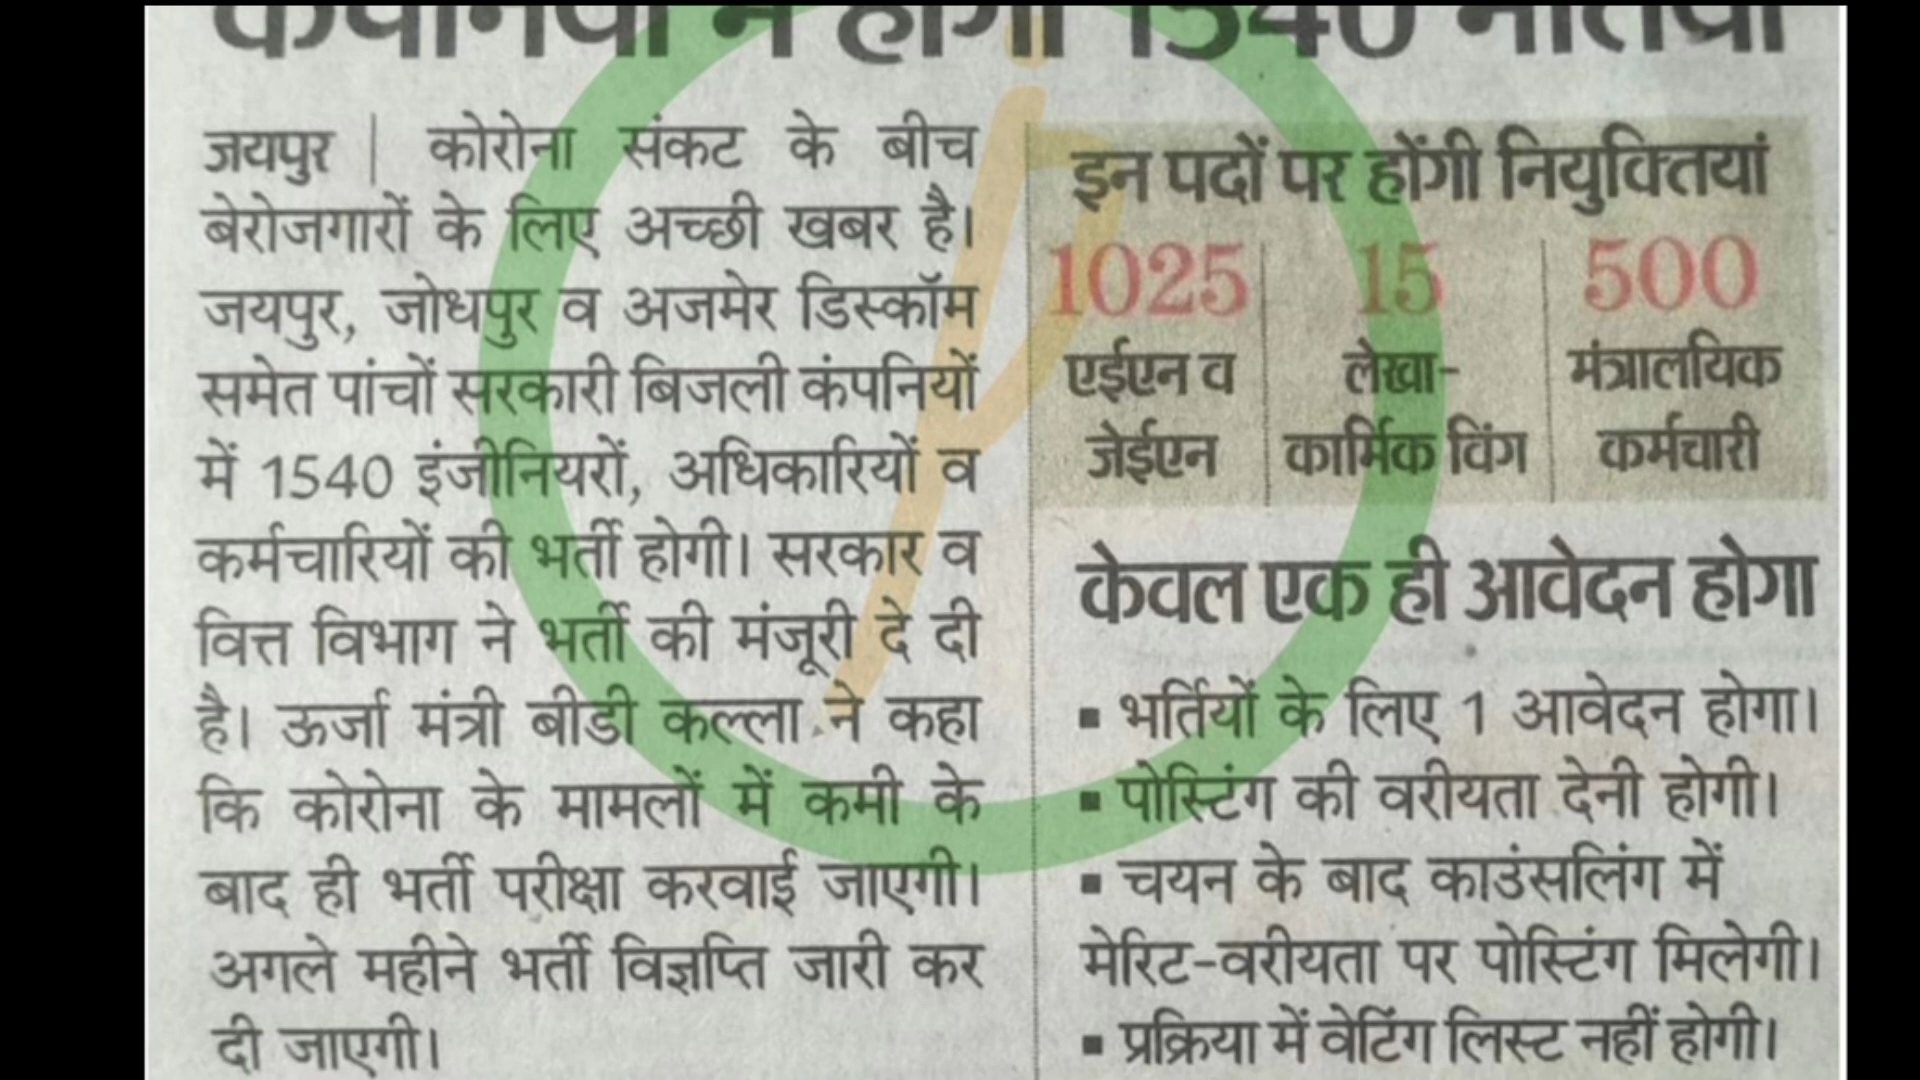 कंपनियों में होंगी 1540 भर्तियां
जयपुर | कोरोना संकट के बीच
बेरोजगारों के लिए अच्छी खबर है।
जयपुर, जोधपुर व अजमेर डिस्कॉम
समेत पांचों सरकारी बिजली कंपनियों
में 1540 इंजीनियरों, अधिकारियों व
कर्मचारियों की भर्ती होगी। सरकार व
वित्त विभाग ने भर्ती की मंजूरी दे दी
है। ऊर्जा मंत्री बीडी कल्ला ने कहा
कि कोरोना के मामलों में कमी के
बाद ही भर्ती परीक्षा करवाई जाएगी।
अगले महीने भर्ती विज्ञप्ति जारी कर
दी जाएगी।
इन पदों पर होंगी नियुक्तियां
1025 15 500
एईएन व लेखा- मंत्रालयिक
जेईएन कार्मिक विंग कर्मचारी
केवल एक ही आवेदन होगा
▪ भर्तियों के लिए 1 आवेदन होगा।
▪ पोस्टिंग की वरीयता देनी होगी।
▪ चयन के बाद काउंसलिंग में
मेरिट-वरीयता पर पोस्टिंग मिलेगी।
▪ प्रक्रिया में वेटिंग लिस्ट नहीं होगी।